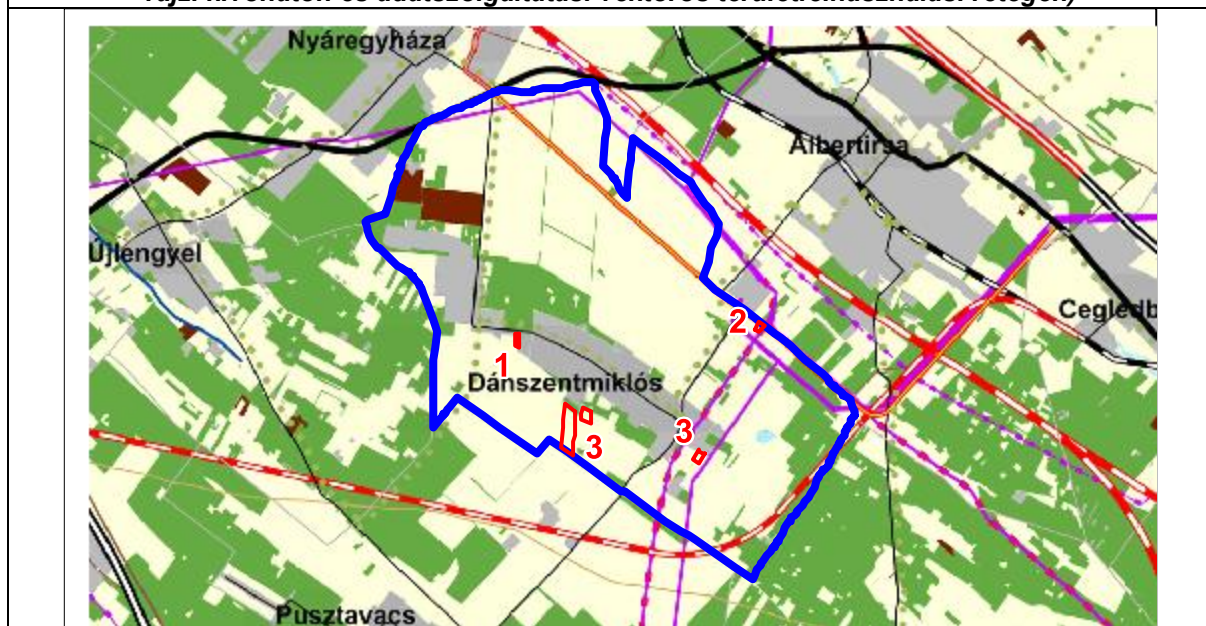 Nyáregyháza
Albertirsa
Újlengyel
Ceglédb
2
1
Dánszentmiklós
3
3
Pusztavacs